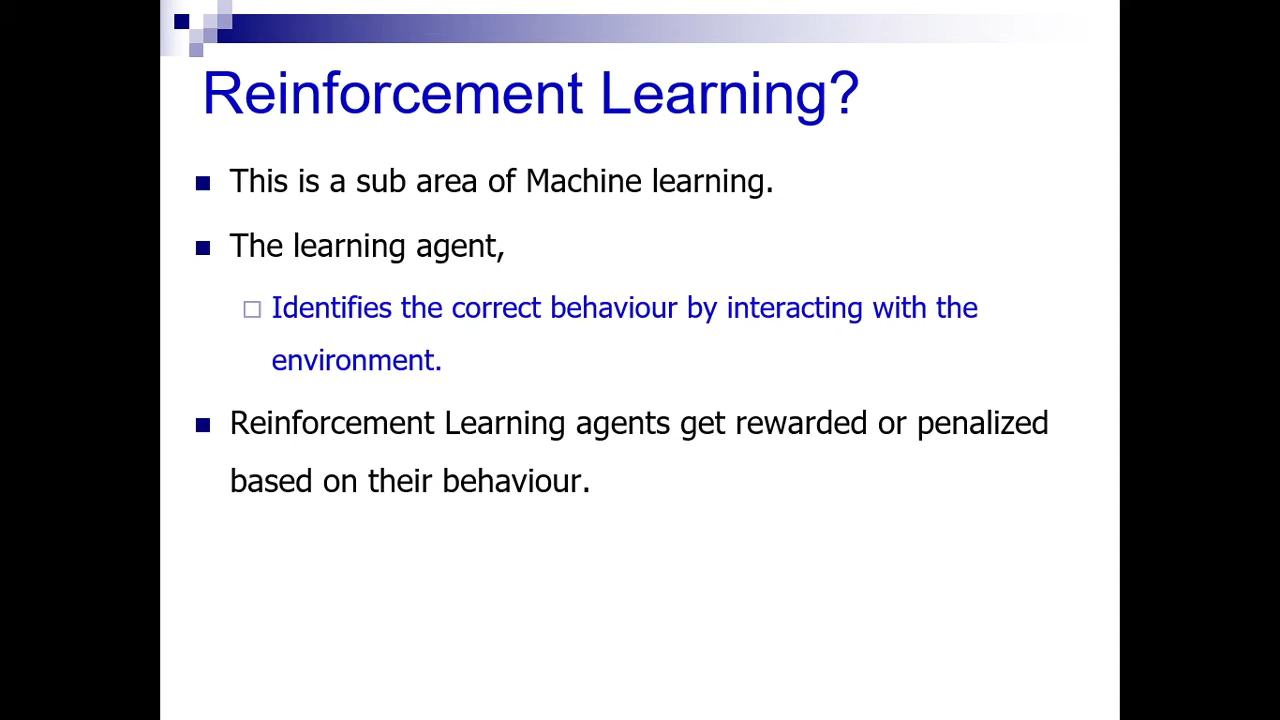 Reinforcement Learning?
This is a sub area of Machine learning.
The learning agent,
Identifies the correct behaviour by interacting with the
environment.
Reinforcement Learning agents get rewarded or penalized
based on their behaviour.